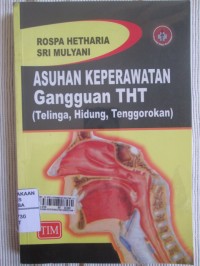 ROSPA HETHARIA
SRI MULYANI
ASUHAN KEPERAWATAN
Gangguan THT
(Telinga, Hidung, Tenggorokan)
TIM